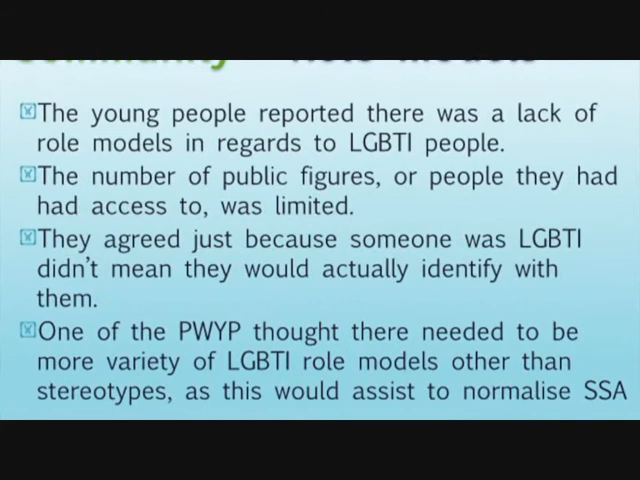 Community - Role Models
The young people reported there was a lack of
role models in regards to LGBTI people.
The number of public figures, or people they had
had access to, was limited.
They agreed just because someone was LGBTI
didn't mean they would actually identify with
them.
One of the PWYP thought there needed to be
more variety of LGBTI role models other than
stereotypes, as this would assist to normalise SSA